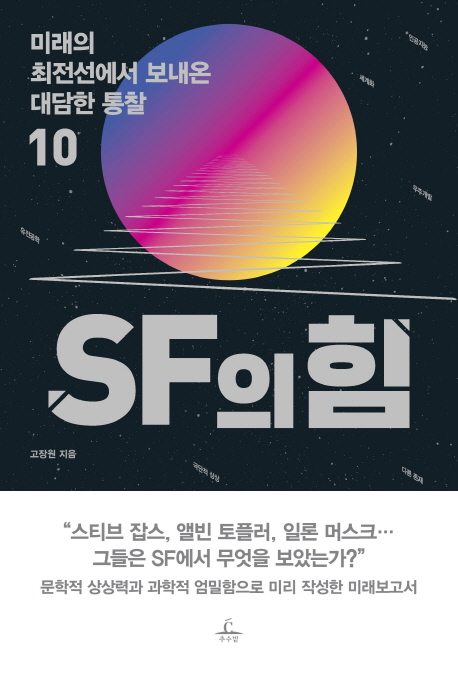 미래의
최전선에서 보내온
대담한 통찰
10
인공지능
세계화
우주개발
유전공학
SF의힘
고장원 지음
극단적 상상
다른 존재
“스티브 잡스, 앨빈 토플러, 일론 머스크…
그들은 SF에서 무엇을 보았는가?”
문학적 상상력과 과학적 엄밀함으로 미리 작성한 미래보고서
추수밭